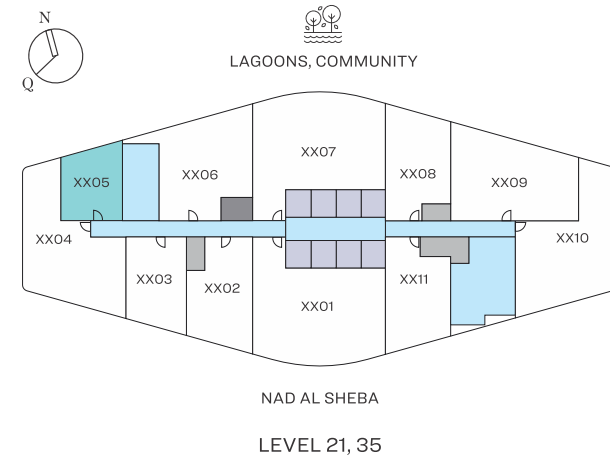 N
Q
LAGOONS, COMMUNITY
XX07
XX05
XX06
XX08
XX09
XX04
XX10
XX03
XX02
XX01
XX11
NAD AL SHEBA
LEVEL 21, 35